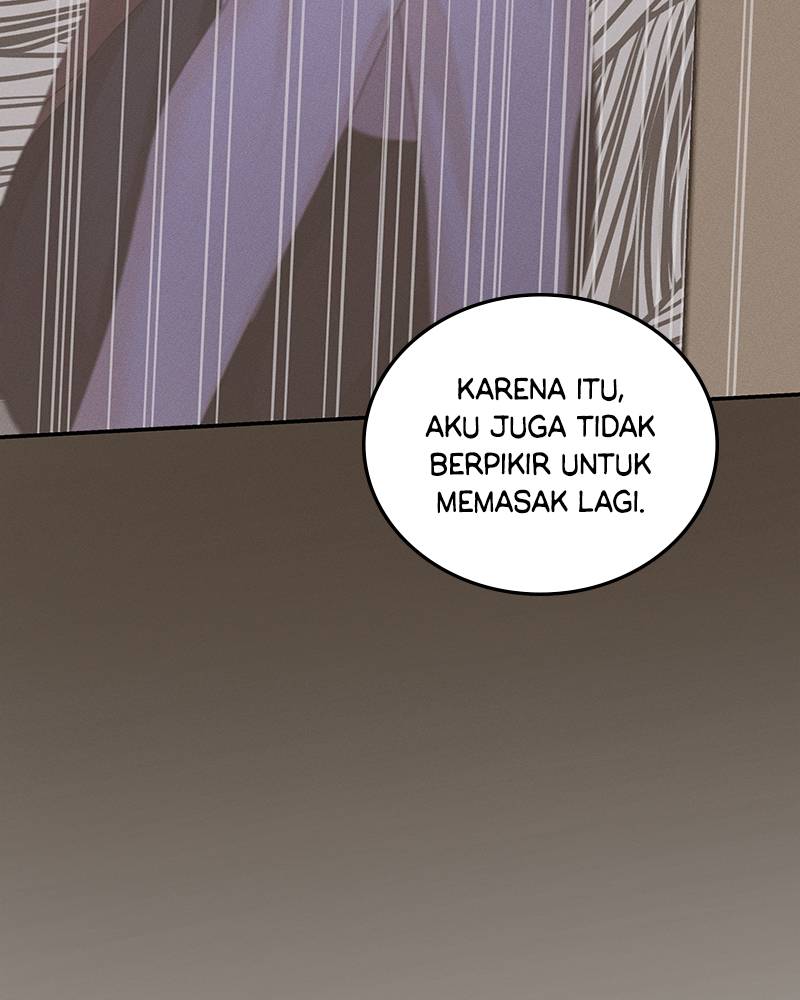 KARENA ITU,
AKU JUGA TIDAK
BERPIKIR UNTUK
MEMASAK LAGI.